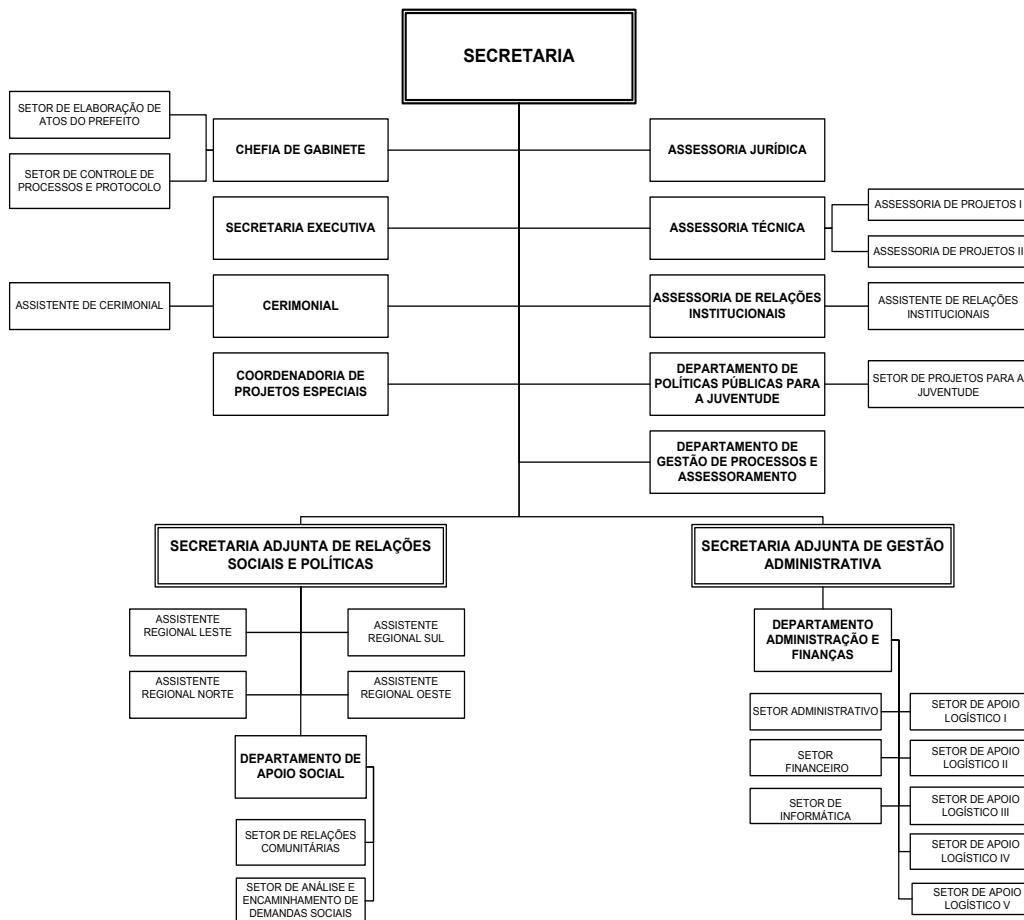 SECRETARIA
SETOR DE ELABORAÇÃO DE
ATOS DO PREFEITO
SETOR DE CONTROLE DE
PROCESSOS E PROTOCOLO
CHEFIA DE GABINETE
ASSESSORIA JURÍDICA
SECRETARIA EXECUTIVA
ASSESSORIA TÉCNICA
ASSESSORIA DE PROJETOS I
ASSESSORIA DE PROJETOS II
ASSISTENTE DE CERIMONIAL
CERIMONIAL
ASSESSORIA DE RELAÇÕES
INSTITUCIONAIS
ASSISTENTE DE RELAÇÕES
INSTITUCIONAIS
COORDENADORIA DE
PROJETOS ESPECIAIS
DEPARTAMENTO DE
POLÍTICAS PÚBLICAS PARA
A JUVENTUDE
SETOR DE PROJETOS PARA A
JUVENTUDE
DEPARTAMENTO DE
GESTÃO DE PROCESSOS E
ASSESSORAMENTO
SECRETARIA ADJUNTA DE RELAÇÕES
SOCIAIS E POLÍTICAS
ASSISTENTE
REGIONAL LESTE
ASSISTENTE
REGIONAL SUL
ASSISTENTE
REGIONAL NORTE
ASSISTENTE
REGIONAL OESTE
DEPARTAMENTO DE
APOIO SOCIAL
SETOR DE RELAÇÕES
COMUNITÁRIAS
SETOR DE ANÁLISE E
ENCAMINHAMENTO DE
DEMANDAS SOCIAIS
SECRETARIA ADJUNTA DE GESTÃO
ADMINISTRATIVA
DEPARTAMENTO
ADMINISTRAÇÃO E
FINANÇAS
SETOR ADMINISTRATIVO
SETOR
FINANCEIRO
SETOR DE
INFORMÁTICA
SETOR DE APOIO
LOGÍSTICO I
SETOR DE APOIO
LOGÍSTICO II
SETOR DE APOIO
LOGÍSTICO III
SETOR DE APOIO
LOGÍSTICO IV
SETOR DE APOIO
LOGÍSTICO V